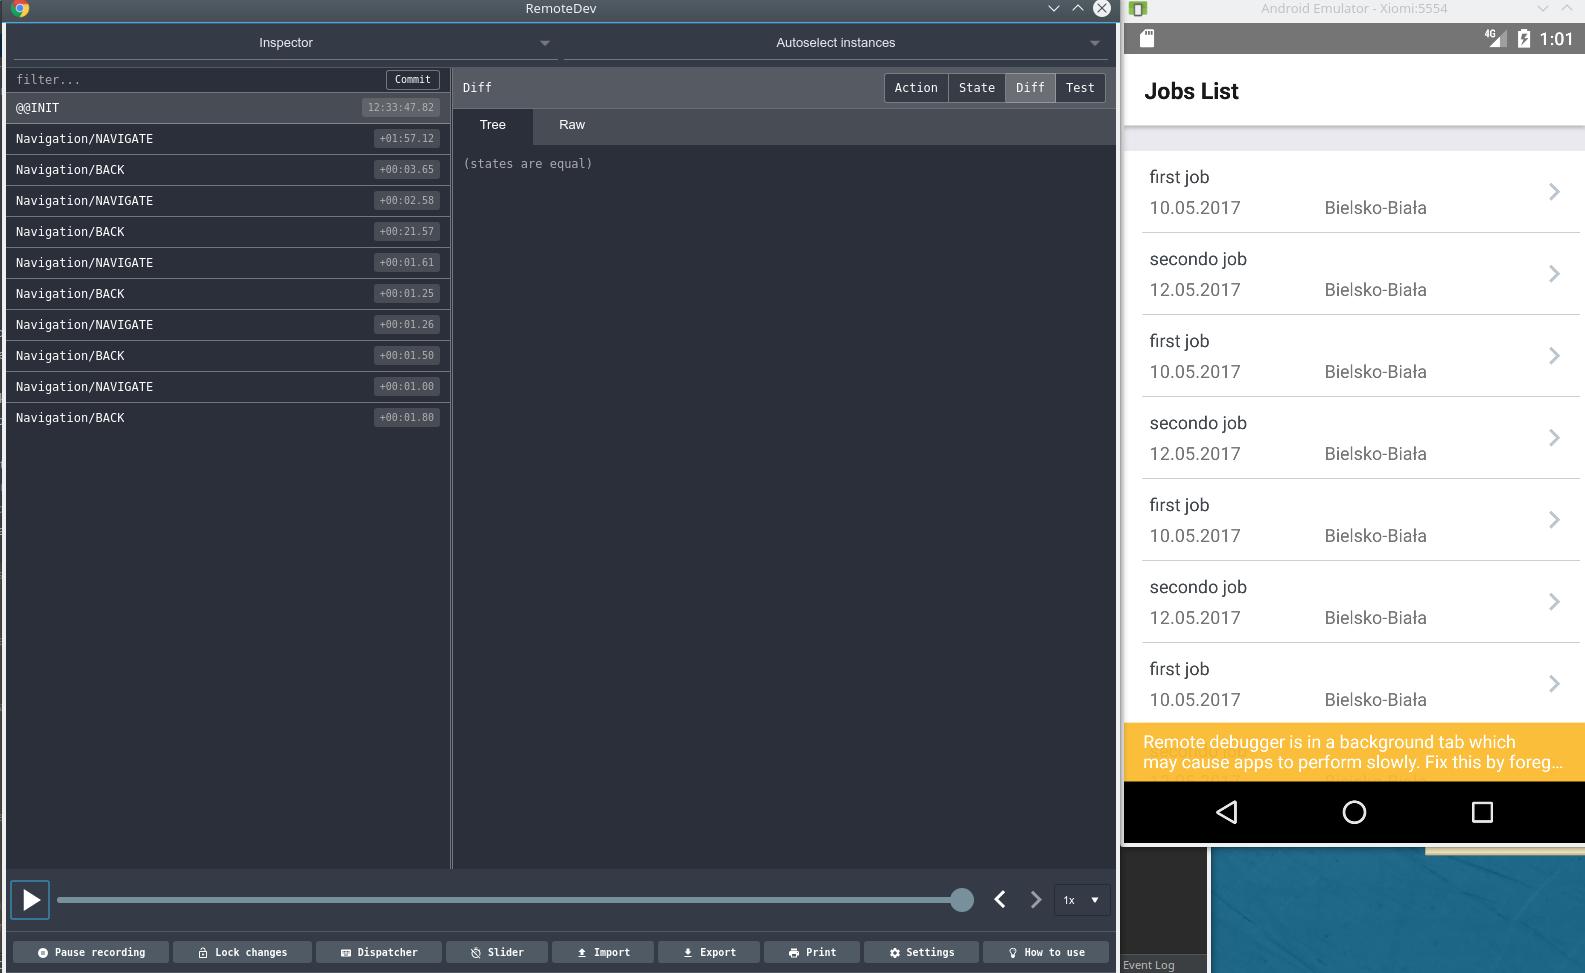 RemoteDev
Inspector
Autoselect instances
filter...
Commit
@@INIT
12:33:47.82
Navigation/NAVIGATE
+01:57.12
Navigation/BACK
+00:03.65
Navigation/NAVIGATE
+00:02.58
Navigation/BACK
+00:21.57
Navigation/NAVIGATE
+00:01.61
Navigation/BACK
+00:01.25
Navigation/NAVIGATE
+00:01.26
Navigation/BACK
+00:01.50
Navigation/NAVIGATE
+00:01.00
Navigation/BACK
+00:01.80
Diff
Action
State
Diff
Test
Tree
Raw
(states are equal)
1x
Pause recording
Lock changes
Dispatcher
Slider
Import
Export
Print
Settings
How to use
Android Emulator - Xiomi:5554
4G
1:01
Jobs List
first job
10.05.2017 Bielsko-Biała
secondo job
12.05.2017 Bielsko-Biała
first job
10.05.2017 Bielsko-Biała
secondo job
12.05.2017 Bielsko-Biała
first job
10.05.2017 Bielsko-Biała
secondo job
12.05.2017 Bielsko-Biała
first job
10.05.2017 Bielsko-Biała
Remote debugger is in a background tab which
may cause apps to perform slowly. Fix this by foreg...
Event Log